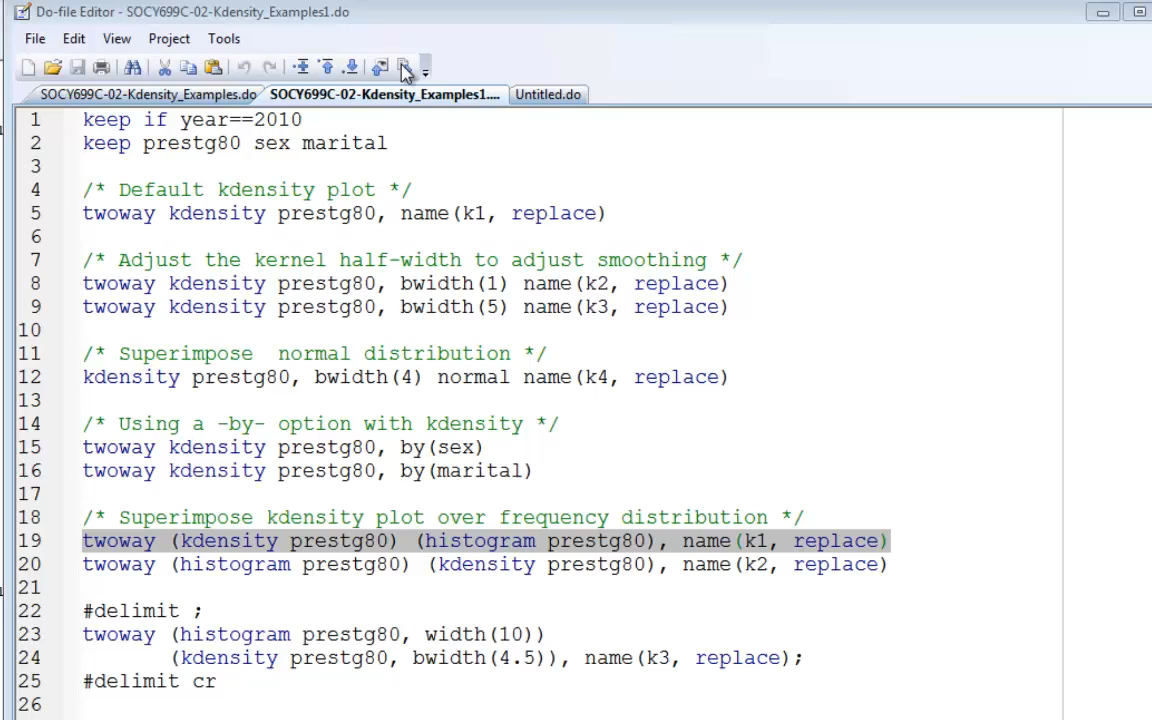 Do-file Editor - SOCY699C-02-Kdensity_Examples1.do
File Edit View Project Tools
SOCY699C-02-Kdensity_Examples.do SOCY699C-02-Kdensity_Examples1.... Untitled.do
1 keep if year==2010
2 keep prestg80 sex marital
3
4 /* Default kdensity plot */
5 twoway kdensity prestg80, name(k1, replace)
6
7 /* Adjust the kernel half-width to adjust smoothing */
8 twoway kdensity prestg80, bwidth(1) name(k2, replace)
9 twoway kdensity prestg80, bwidth(5) name(k3, replace)
10
11 /* Superimpose  normal distribution */
12 kdensity prestg80, bwidth(4) normal name(k4, replace)
13
14 /* Using a -by- option with kdensity */
15 twoway kdensity prestg80, by(sex)
16 twoway kdensity prestg80, by(marital)
17
18 /* Superimpose kdensity plot over frequency distribution */
19 twoway (kdensity prestg80) (histogram prestg80), name(k1, replace)
20 twoway (histogram prestg80) (kdensity prestg80), name(k2, replace)
21
22 #delimit ;
23 twoway (histogram prestg80, width(10))
24        (kdensity prestg80, bwidth(4.5)), name(k3, replace);
25 #delimit cr
26